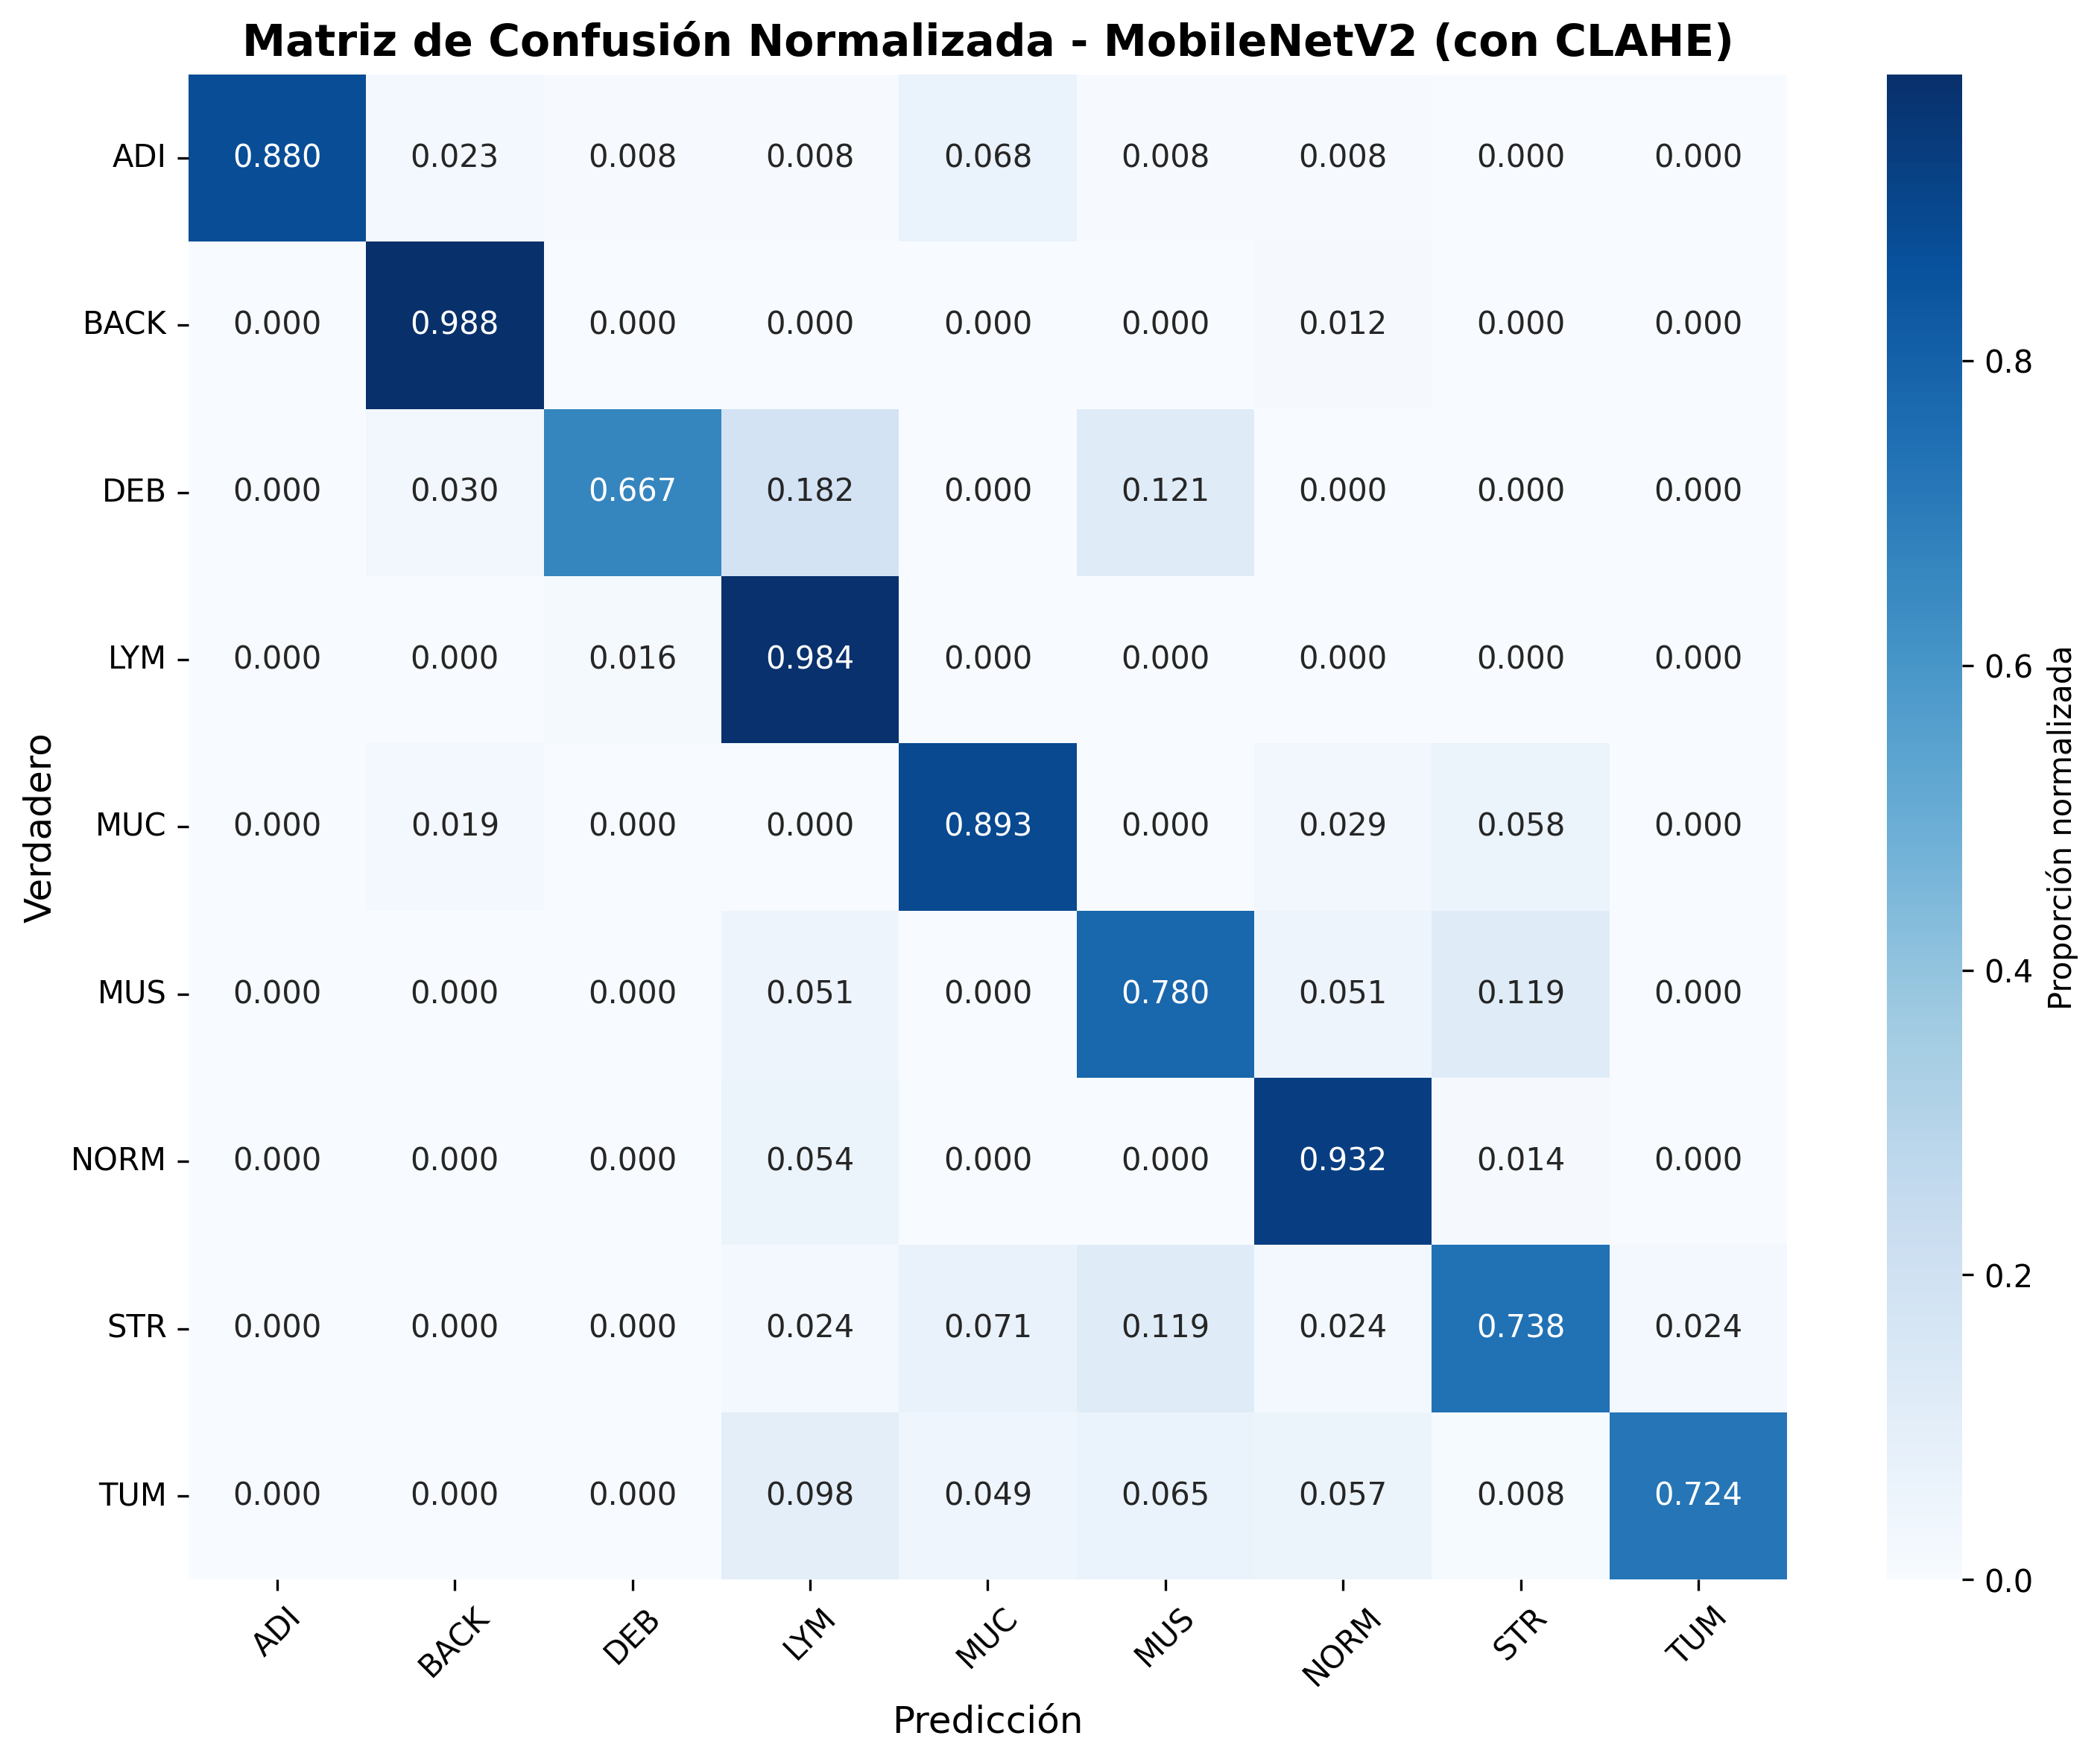 Matriz de Confusión Normalizada - MobileNetV2 (con CLAHE)
ADI 0.880 0.023 0.008 0.008 0.068 0.008 0.008 0.000 0.000
BACK 0.000 0.988 0.000 0.000 0.000 0.000 0.012 0.000 0.000
DEB 0.000 0.030 0.667 0.182 0.000 0.121 0.000 0.000 0.000
LYM 0.000 0.000 0.016 0.984 0.000 0.000 0.000 0.000 0.000
MUC 0.000 0.019 0.000 0.000 0.893 0.000 0.029 0.058 0.000
MUS 0.000 0.000 0.000 0.051 0.000 0.780 0.051 0.119 0.000
NORM 0.000 0.000 0.000 0.054 0.000 0.000 0.932 0.014 0.000
STR 0.000 0.000 0.000 0.024 0.071 0.119 0.024 0.738 0.024
TUM 0.000 0.000 0.000 0.098 0.049 0.065 0.057 0.008 0.724
ADI BACK DEB LYM MUC MUS NORM STR TUM
Predicción
Verdadero
0.8
0.6
0.4
0.2
0.0
Proporción normalizada